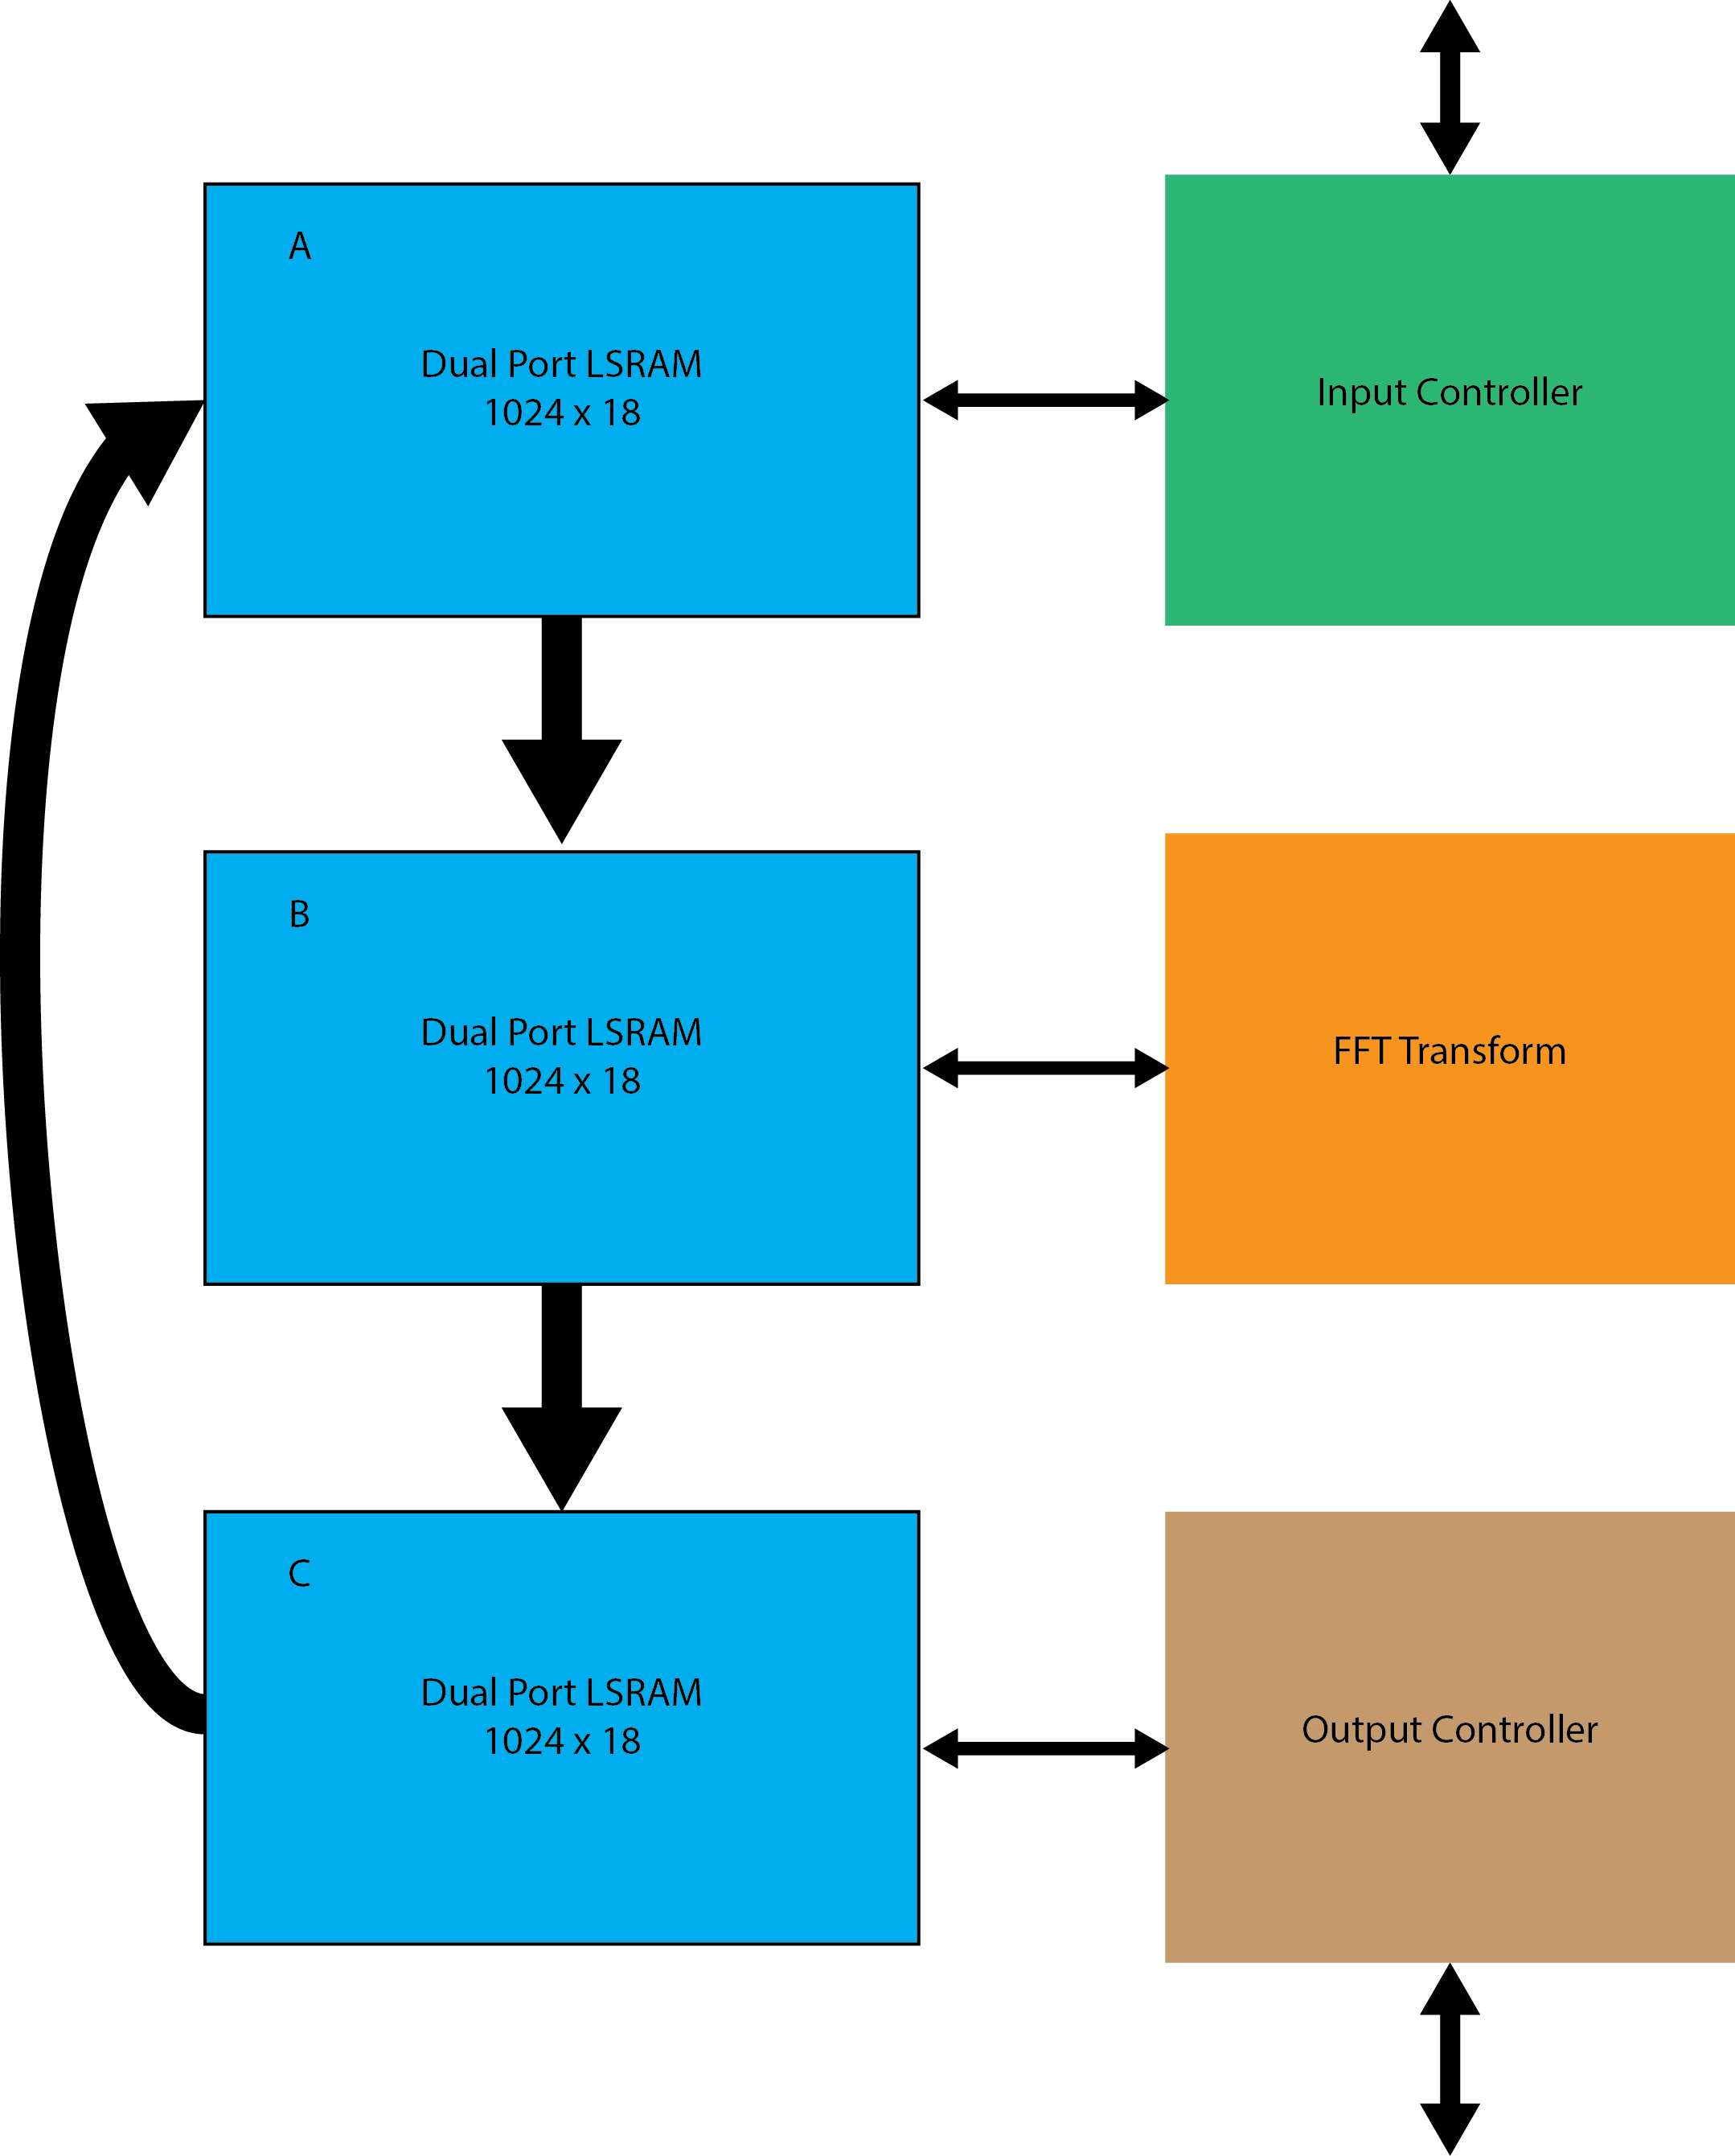 A
Dual Port LSRAM
1024 x 18
Input Controller
B
Dual Port LSRAM
1024 x 18
FFT Transform
C
Dual Port LSRAM
1024 x 18
Output Controller